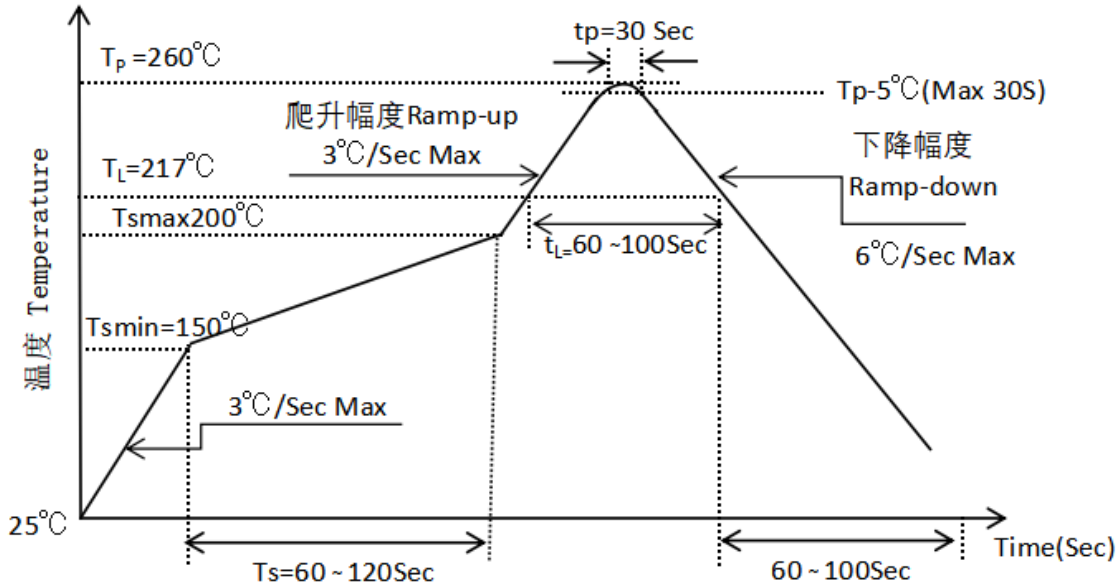 tp=30 Sec
TP =260℃
Tp-5℃(Max 30S)
爬升幅度Ramp-up
3℃/Sec Max
下降幅度
Ramp-down
6℃/Sec Max
TL=217℃
Tsmax200℃
tL=60 ~100Sec
Tsmin=150℃
温度 Temperature
3℃/Sec Max
25℃
Time(Sec)
Ts=60 ~ 120Sec
60 ~ 100Sec